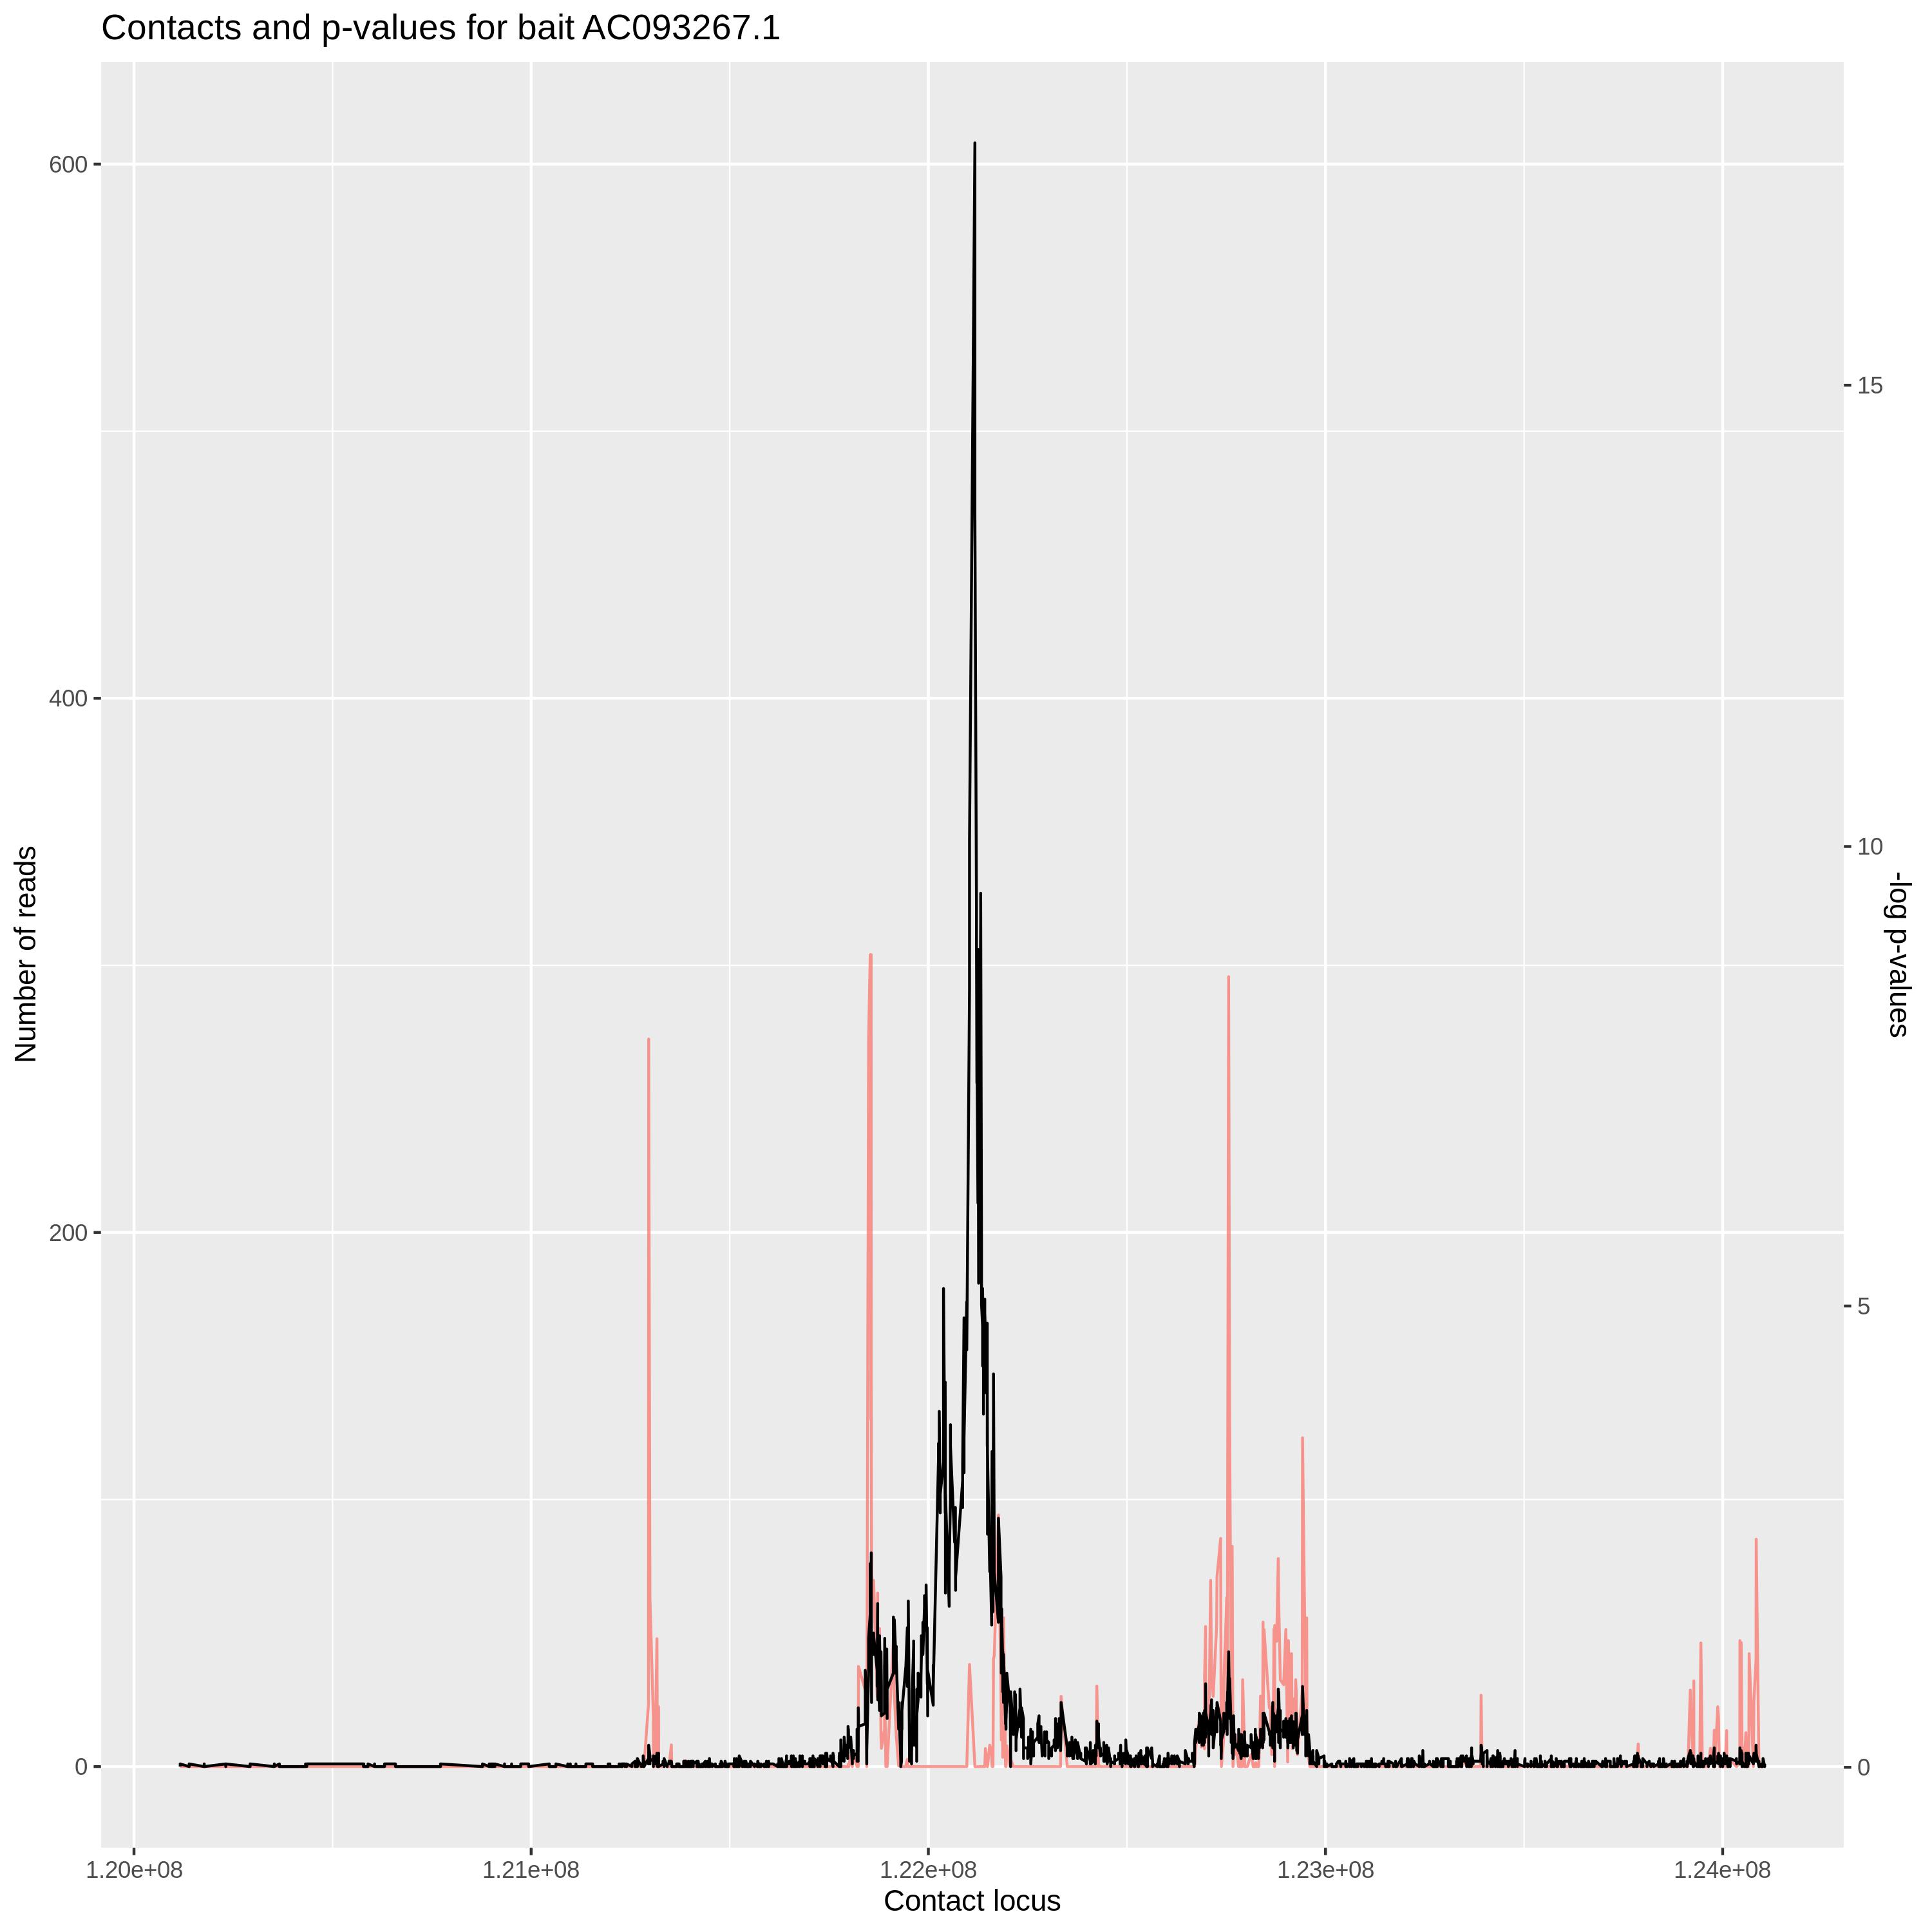 Contacts and p-values for bait AC093267.1
600
400
200
0
Number of reads
15
10
5
0
-log p-values
1.20e+08
1.21e+08
1.22e+08
1.23e+08
1.24e+08
Contact locus